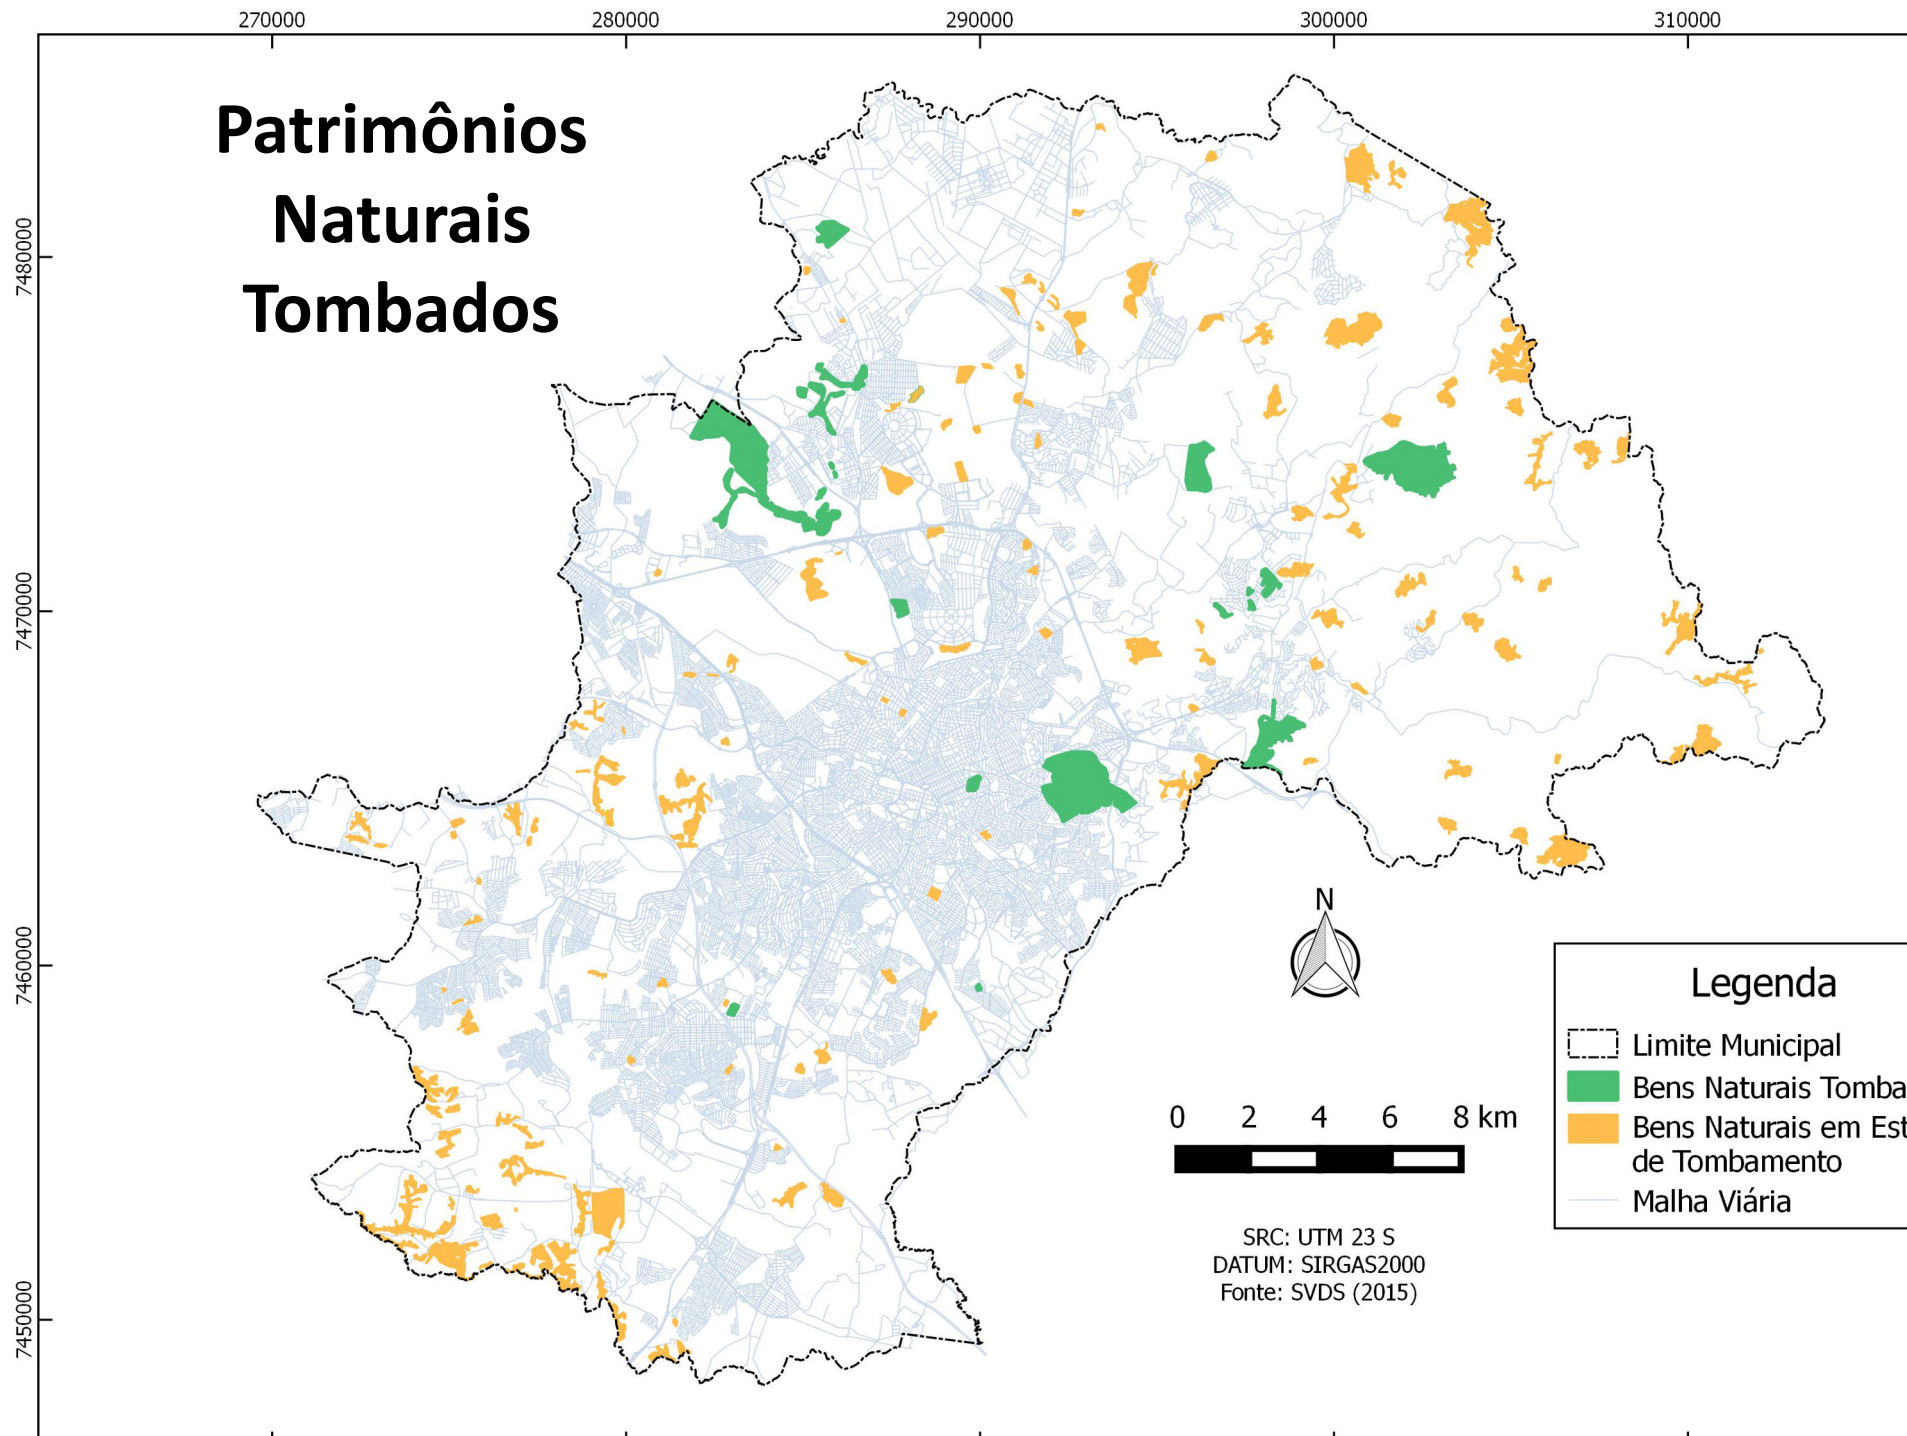 270000 280000 290000 300000 310000
Patrimônios
Naturais
Tombados
7480000
7470000
7460000
7450000
N
Legenda
Limite Municipal
Bens Naturais Tomba
Bens Naturais em Est
de Tombamento
Malha Viária
0 2 4 6 8 km
SRC: UTM 23 S
DATUM: SIRGAS2000
Fonte: SVDS (2015)